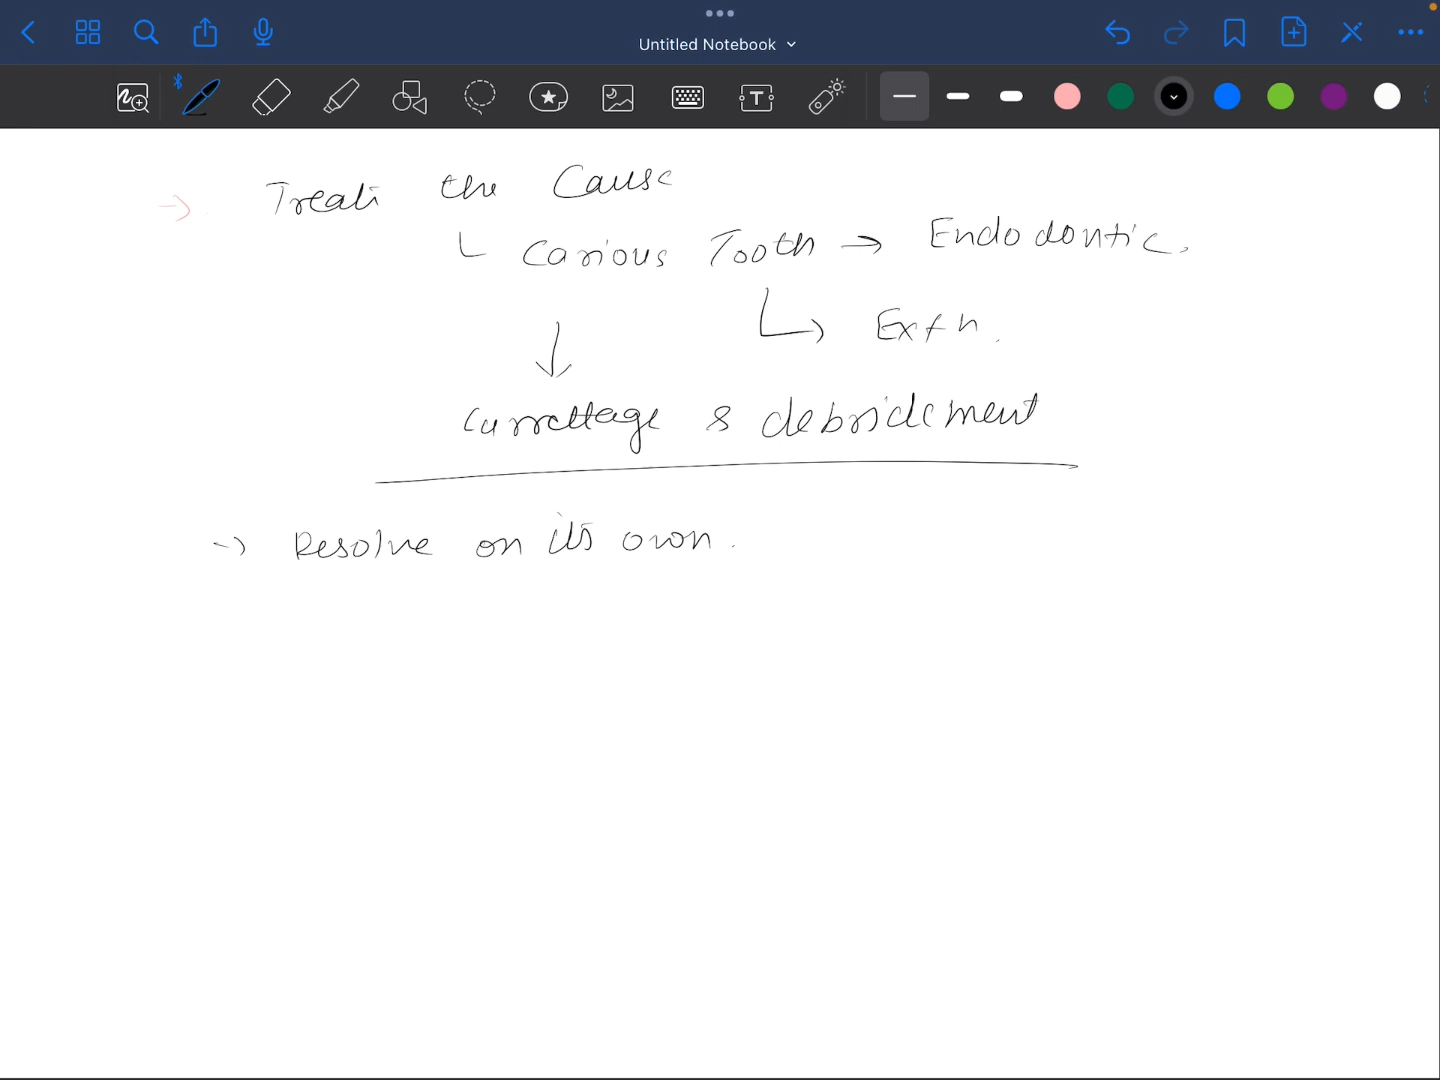 Untitled Notebook
→ Treat the Cause
Carious Tooth → Endodontic.
→ Extn.
↓
Currettage & debridement
→ Resolve on its own.